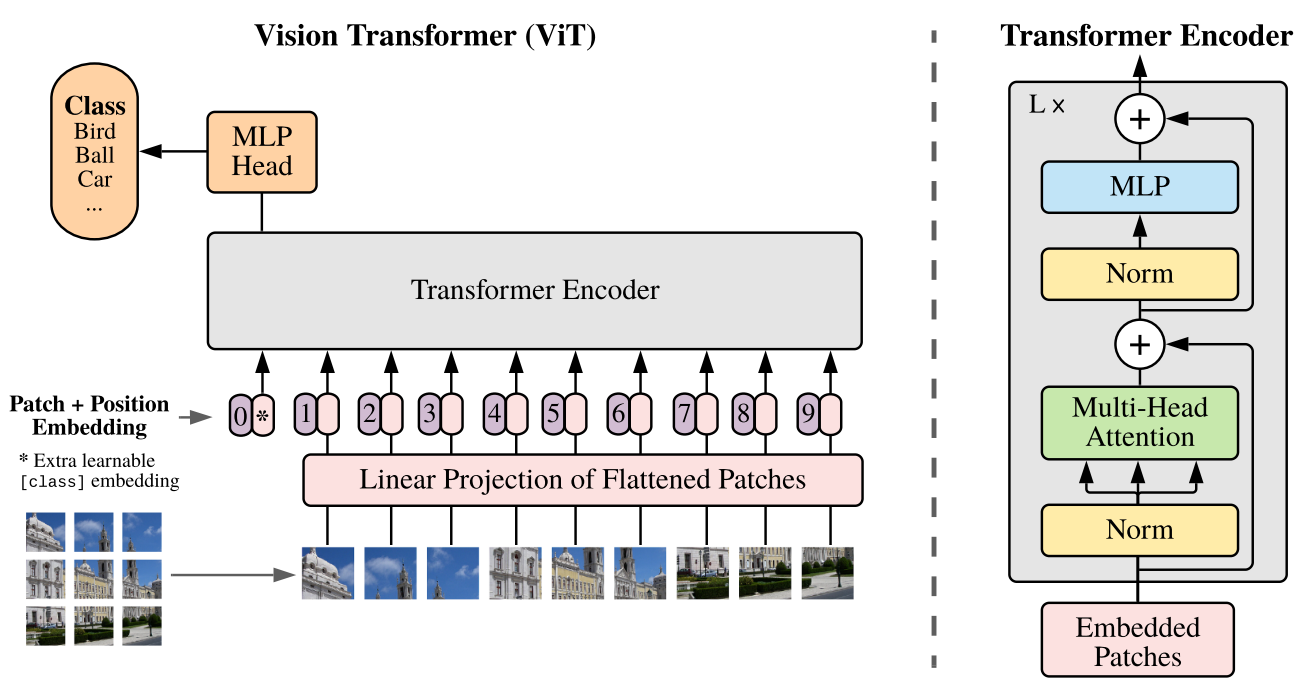 Vision Transformer (ViT)
Class
Bird
Ball
Car
...
MLP
Head
Transformer Encoder
Patch + Position
Embedding
0 * 1 2 3 4 5 6 7 8 9
* Extra learnable
[class] embedding
Linear Projection of Flattened Patches
Transformer Encoder
L ×
+
MLP
Norm
+
Multi-Head
Attention
Norm
Embedded
Patches